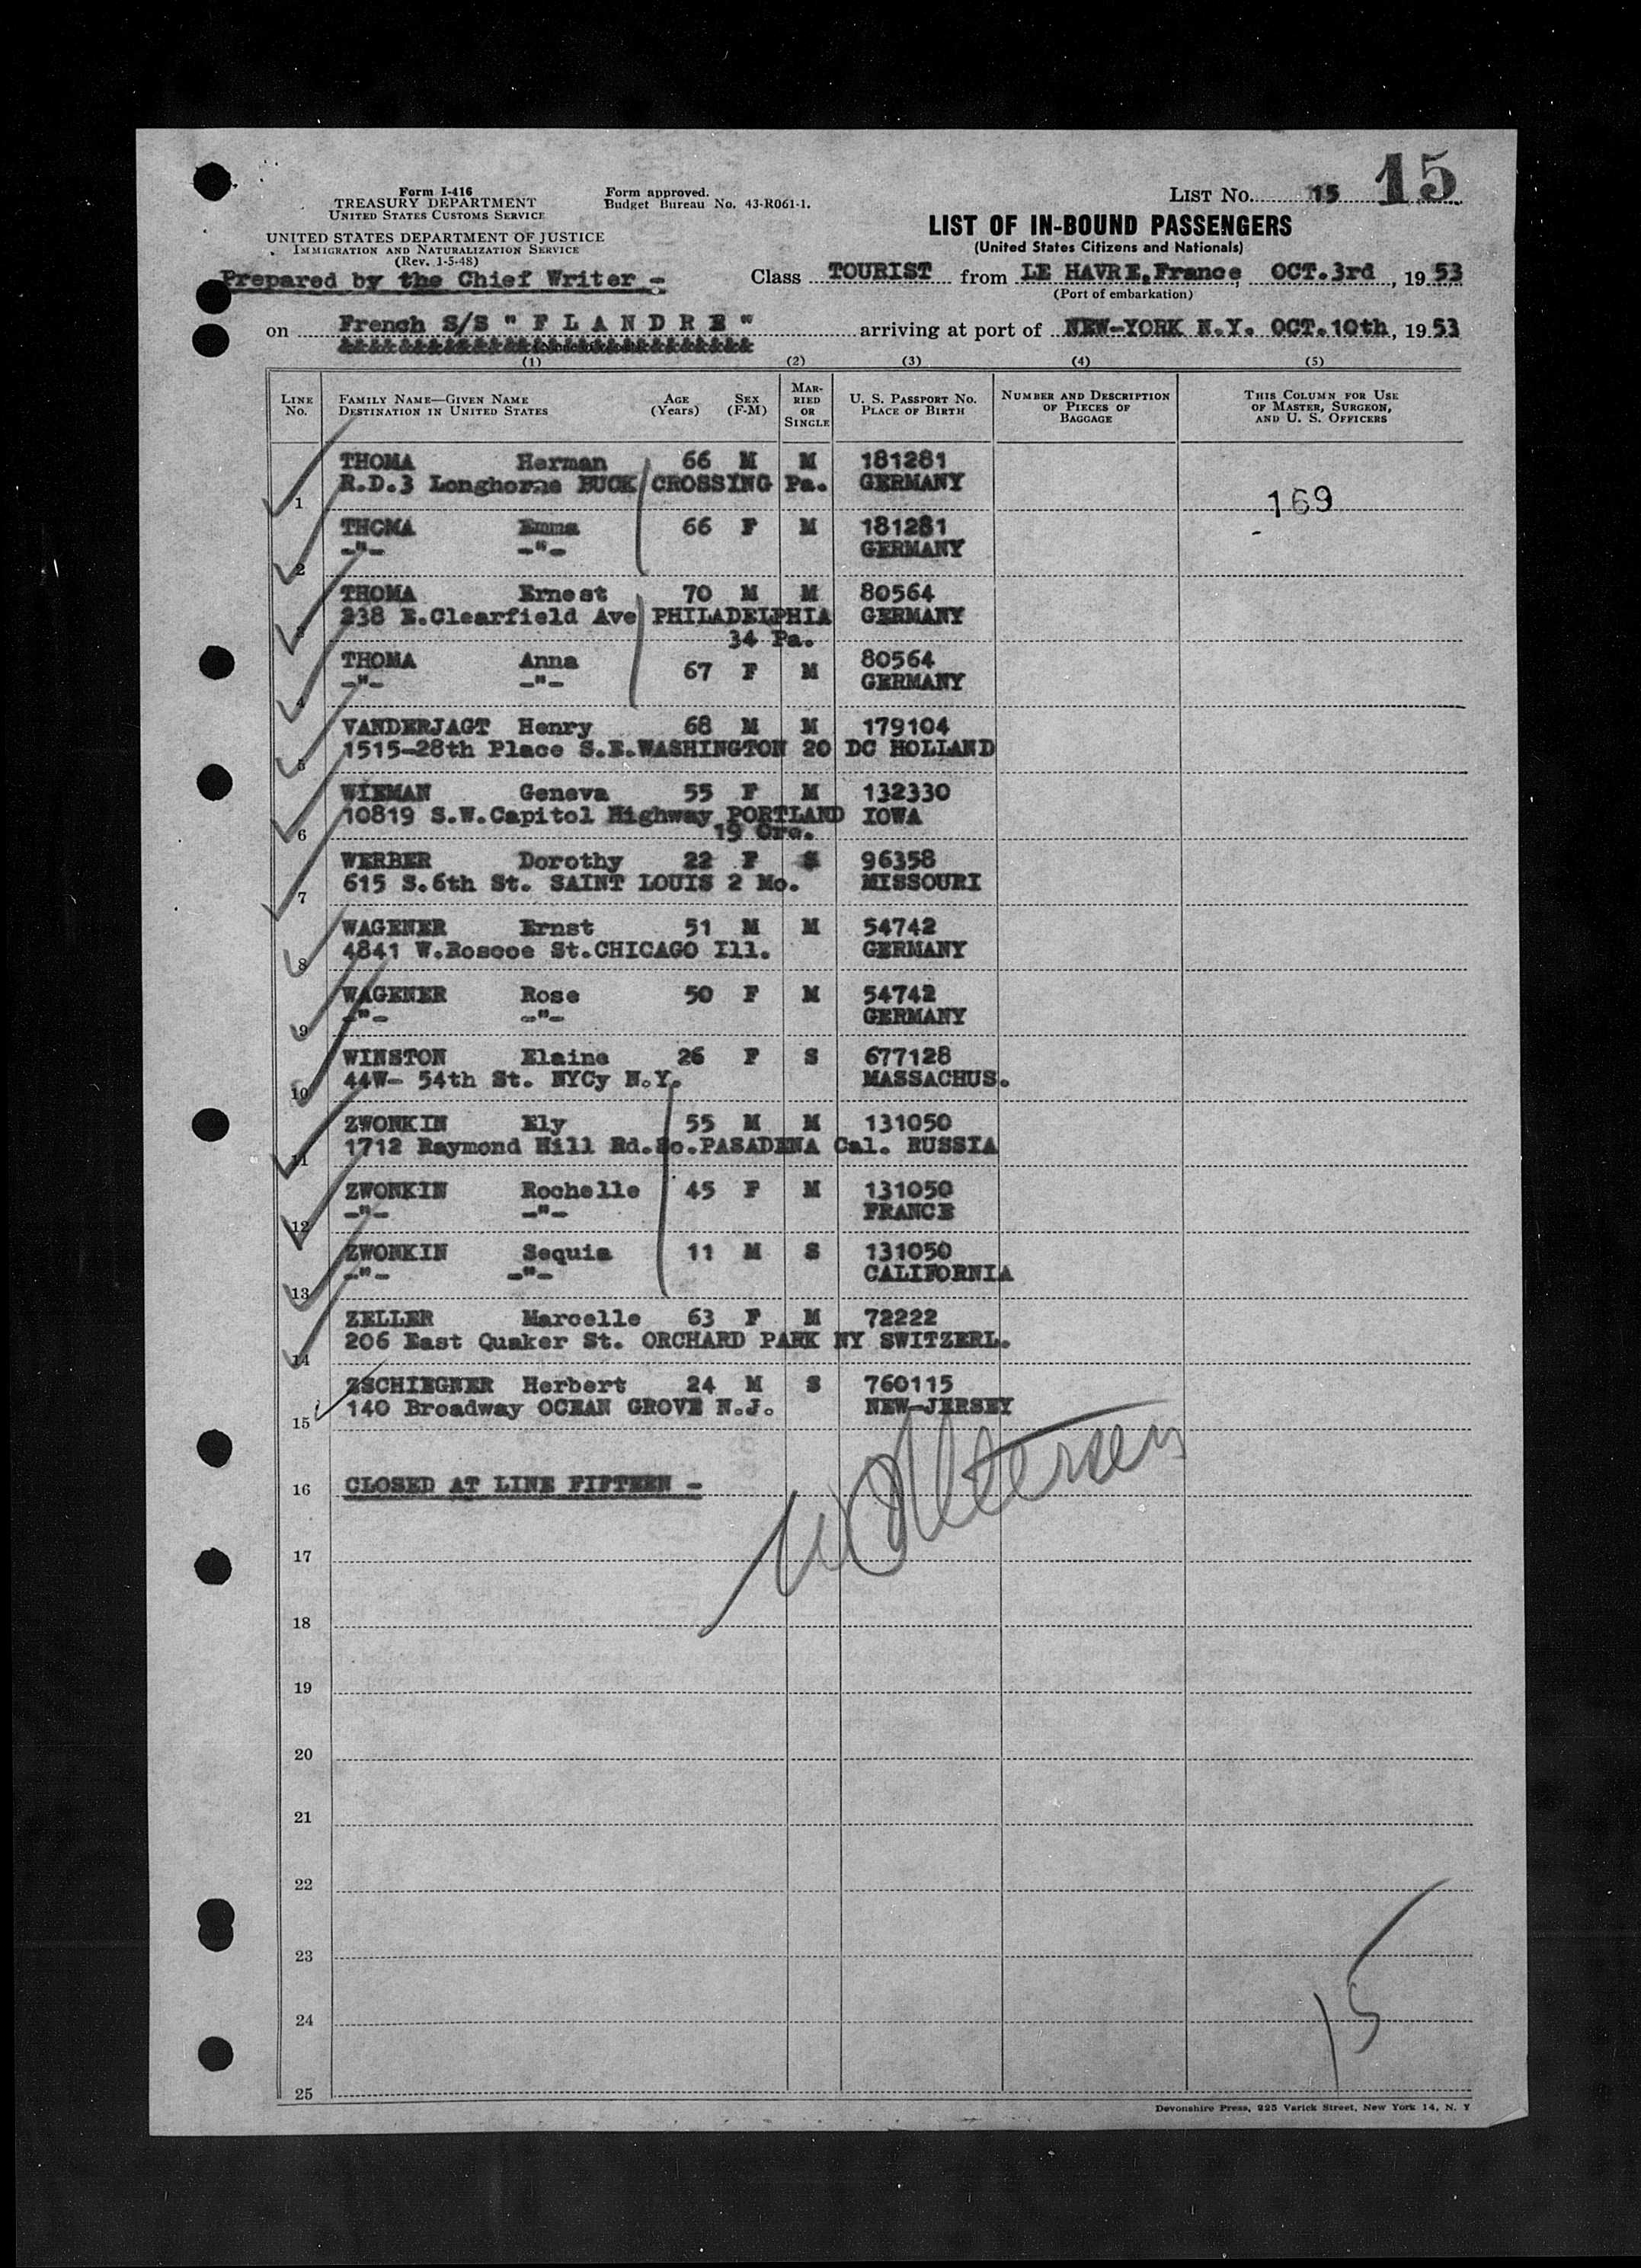 15
Form I-416
TREASURY DEPARTMENT
UNITED STATES CUSTOMS SERVICE
Form approved.
Budget Bureau No. 43-R061-1.
LIST NO. 15
LIST OF IN-BOUND PASSENGERS
(United States Citizens and Nationals)
UNITED STATES DEPARTMENT OF JUSTICE
IMMIGRATION AND NATURALIZATION SERVICE
(Rev. 1-5-48)
Prepared by the Chief Writer -
Class TOURIST from LE HAVRE, France, OCT.3rd, 1953
(Port of embarkation)
on French S/S " F L A N D R E " arriving at port of NEW-YORK N.Y. OCT.10th, 1953
(1) (2) (3) (4) (5)
LINE NO.
FAMILY NAME—GIVEN NAME
DESTINATION IN UNITED STATES
AGE (Years)
SEX (F-M)
MARRIED OR SINGLE
U. S. PASSPORT NO.
PLACE OF BIRTH
NUMBER AND DESCRIPTION OF PIECES OF BAGGAGE
THIS COLUMN FOR USE OF MASTER, SURGEON, AND U. S. OFFICERS
THOMA Herman 66 M M 181281
1 R.D.3 Longhorne BUCK CROSSING Pa. GERMANY
169
THOMA Emma 66 F M 181281
2 -"- -"- GERMANY
THOMA Ernest 70 M M 80564
3 238 E.Clearfield Ave PHILADELPHIA GERMANY
34 Pa.
THOMA Anna 67 F M 80564
4 -"- -"- GERMANY
VANDERJAGT Henry 68 M M 179104
5 1515-28th Place S.E.WASHINGTON 20 DC HOLLAND
WIEMAN Geneva 55 F M 132330
6 10819 S.W.Capitol Highway PORTLAND IOWA
19 Ore.
WERBER Dorothy 22 F S 96358
7 615 S.6th St. SAINT LOUIS 2 Mo. MISSOURI
WAGENER Ernst 51 M M 54742
8 4841 W.Roscoe St.CHICAGO Ill. GERMANY
WAGENER Rose 50 F M 54742
9 -"- -"- GERMANY
WINSTON Elaine 26 F S 677128
10 44W- 54th St. NYCy N.Y. MASSACHUS.
ZWONKIN Ely 55 M M 131050
11 1712 Raymond Hill Rd.So.PASADENA Cal. RUSSIA
ZWONKIN Rochelle 45 F M 131050
12 -"- -"- FRANCE
ZWONKIN Sequia 11 M S 131050
13 -"- -"- CALIFORNIA
ZELLER Marcelle 63 F M 72222
14 206 East Quaker St. ORCHARD PARK NY SWITZERL.
ZSCHIEGNER Herbert 24 M S 760115
15 140 Broadway OCEAN GROVE N.J. NEW-JERSEY
16 CLOSED AT LINE FIFTEEN -
17
18
19
20
21
22
23
24
15
25
Devonshire Press, 225 Varick Street, New York 14, N. Y